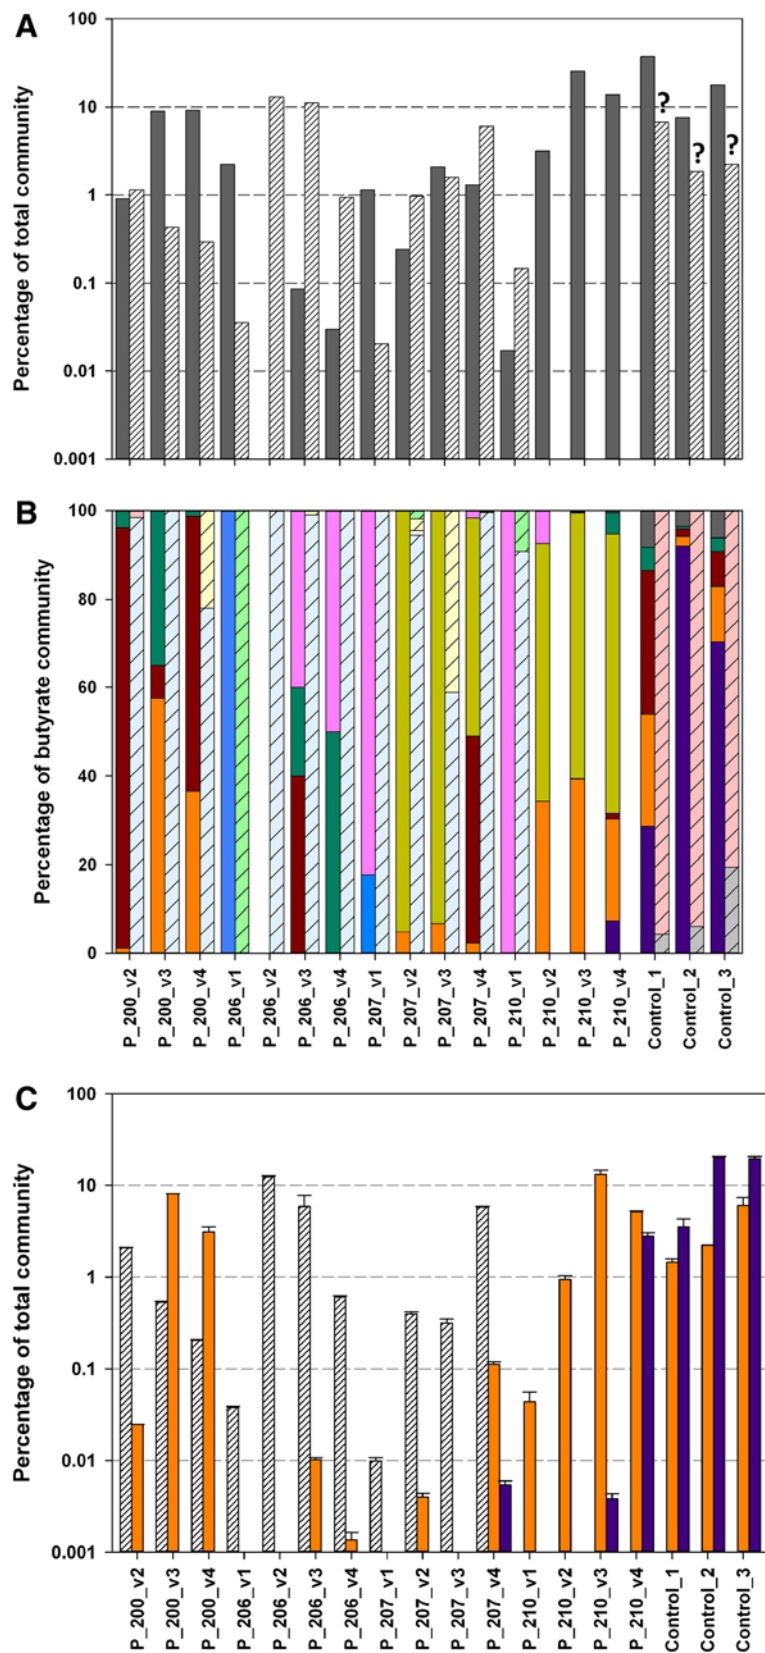 A
Percentage of total community
100
10
1
0.1
0.01
0.001
? ? ?
B
Percentage of butyrate community
100
80
60
40
20
0
P_200_v2 P_200_v3 P_200_v4 P_206_v1 P_206_v2 P_206_v3 P_206_v4 P_207_v1 P_207_v2 P_207_v3 P_207_v4 P_210_v1 P_210_v2 P_210_v3 P_210_v4 Control_1 Control_2 Control_3
C
Percentage of total community
100
10
1
0.1
0.01
0.001
P_200_v2 P_200_v3 P_200_v4 P_206_v1 P_206_v2 P_206_v3 P_206_v4 P_207_v1 P_207_v2 P_207_v3 P_207_v4 P_210_v1 P_210_v2 P_210_v3 P_210_v4 Control_1 Control_2 Control_3